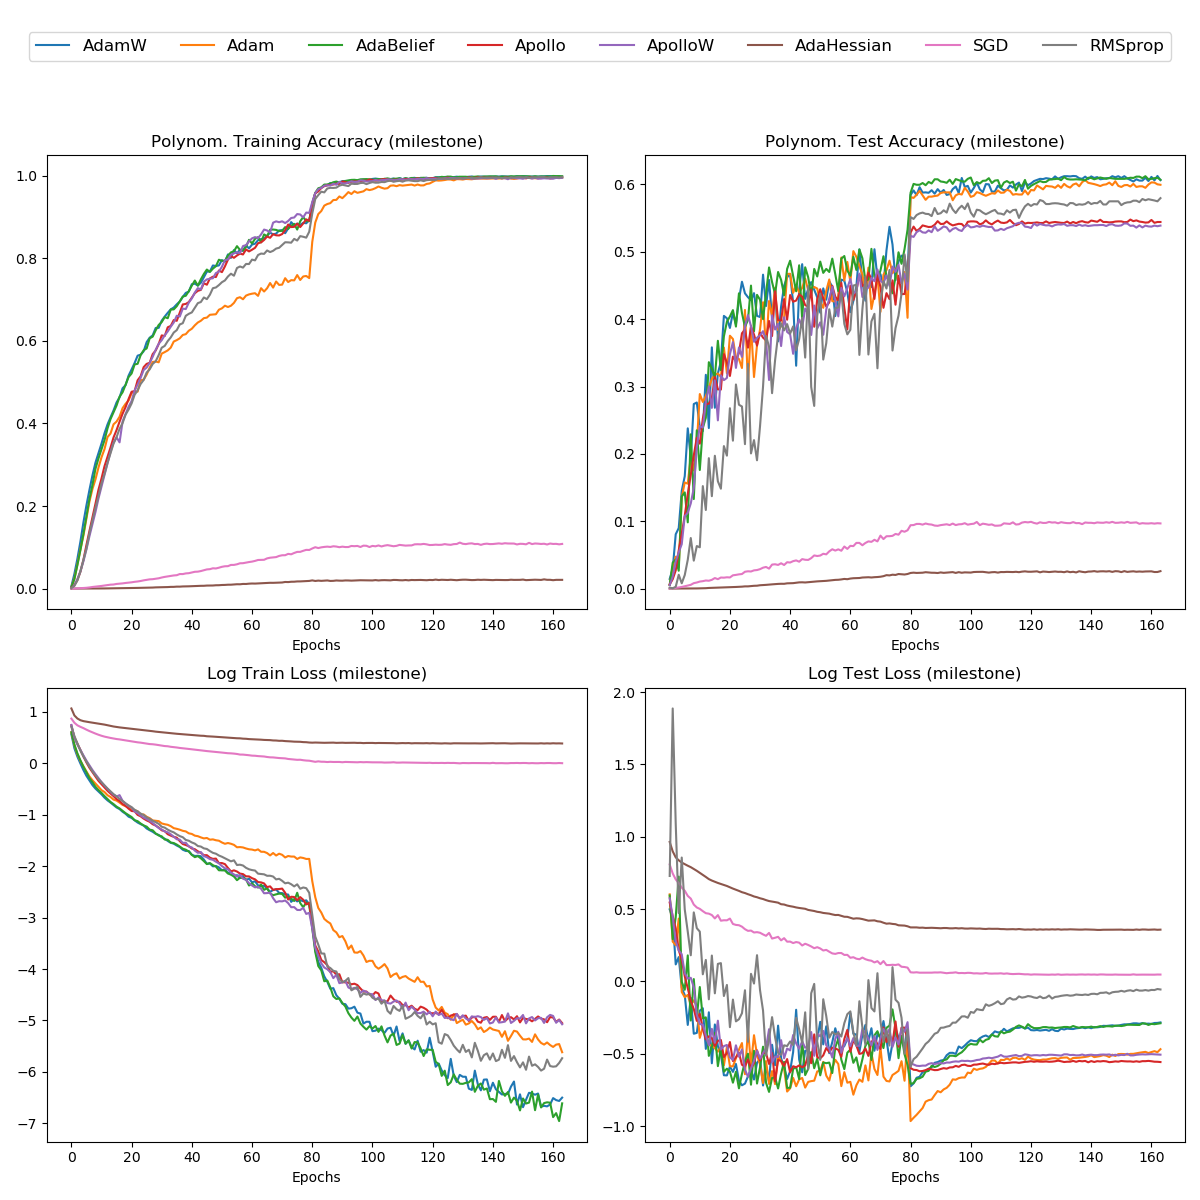 AdamW Adam AdaBelief Apollo ApolloW AdaHessian SGD RMSprop
Polynom. Training Accuracy (milestone)
1.0
0.8
0.6
0.4
0.2
0.0
0 20 40 60 80 100 120 140 160
Epochs
Polynom. Test Accuracy (milestone)
0.6
0.5
0.4
0.3
0.2
0.1
0.0
0 20 40 60 80 100 120 140 160
Epochs
Log Train Loss (milestone)
1
0
−1
−2
−3
−4
−5
−6
−7
0 20 40 60 80 100 120 140 160
Epochs
Log Test Loss (milestone)
2.0
1.5
1.0
0.5
0.0
−0.5
−1.0
0 20 40 60 80 100 120 140 160
Epochs